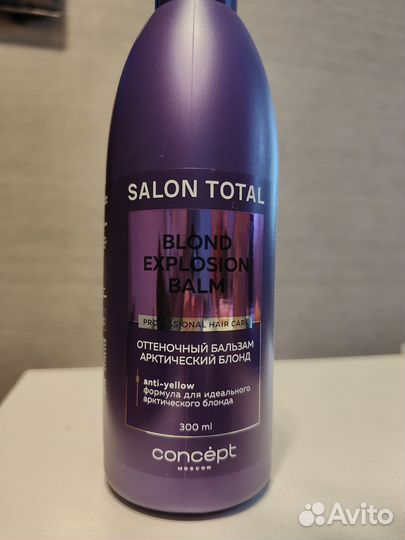 SALON TOTAL
BLOND
EXPLOSION
BALM
PROFESSIONAL HAIR CARE
ОТТЕНОЧНЫЙ БАЛЬЗАМ
АРКТИЧЕСКИЙ БЛОНД
anti-yellow
формула для идеального
арктического блонда
300 ml
concépt
MOSCOW
Avito